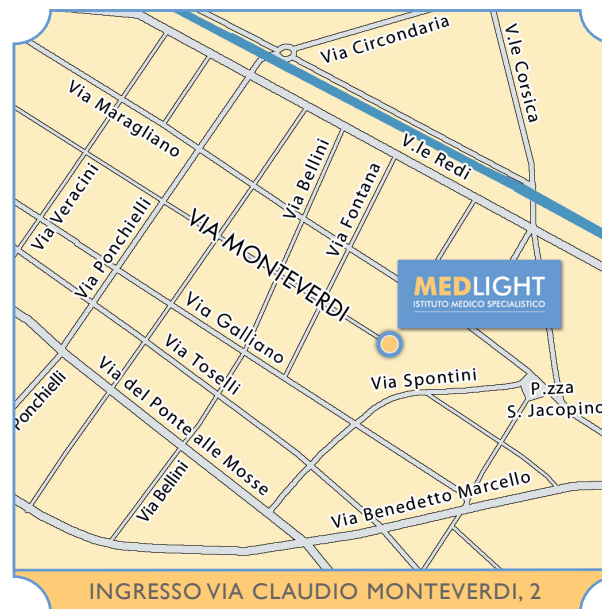 Via Circondaria
V.le Corsica
Via Maragliano
V.le Redi
Via Bellini
Via Fontana
Via Veracini
Via Ponchielli
VIA MONTEVERDI
MEDLIGHT
ISTITUTO MEDICO SPECIALISTICO
Via Galliano
Via Toselli
Via Spontini
P.zza
S. Jacopino
Ponchielli
Via del Ponte alle Mosse
Via Bellini
Via Benedetto Marcello
INGRESSO VIA CLAUDIO MONTEVERDI, 2